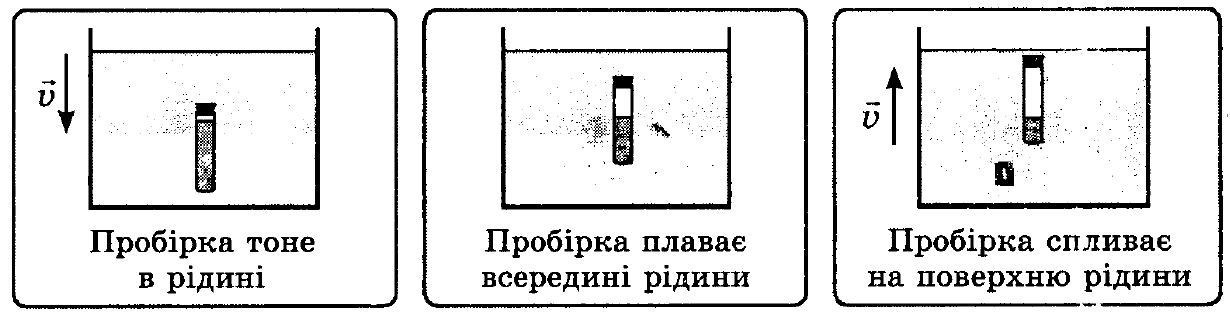 v
Пробірка тоне
в рідині
Пробірка плаває
всередині рідини
v
Пробірка спливає
на поверхню рідини